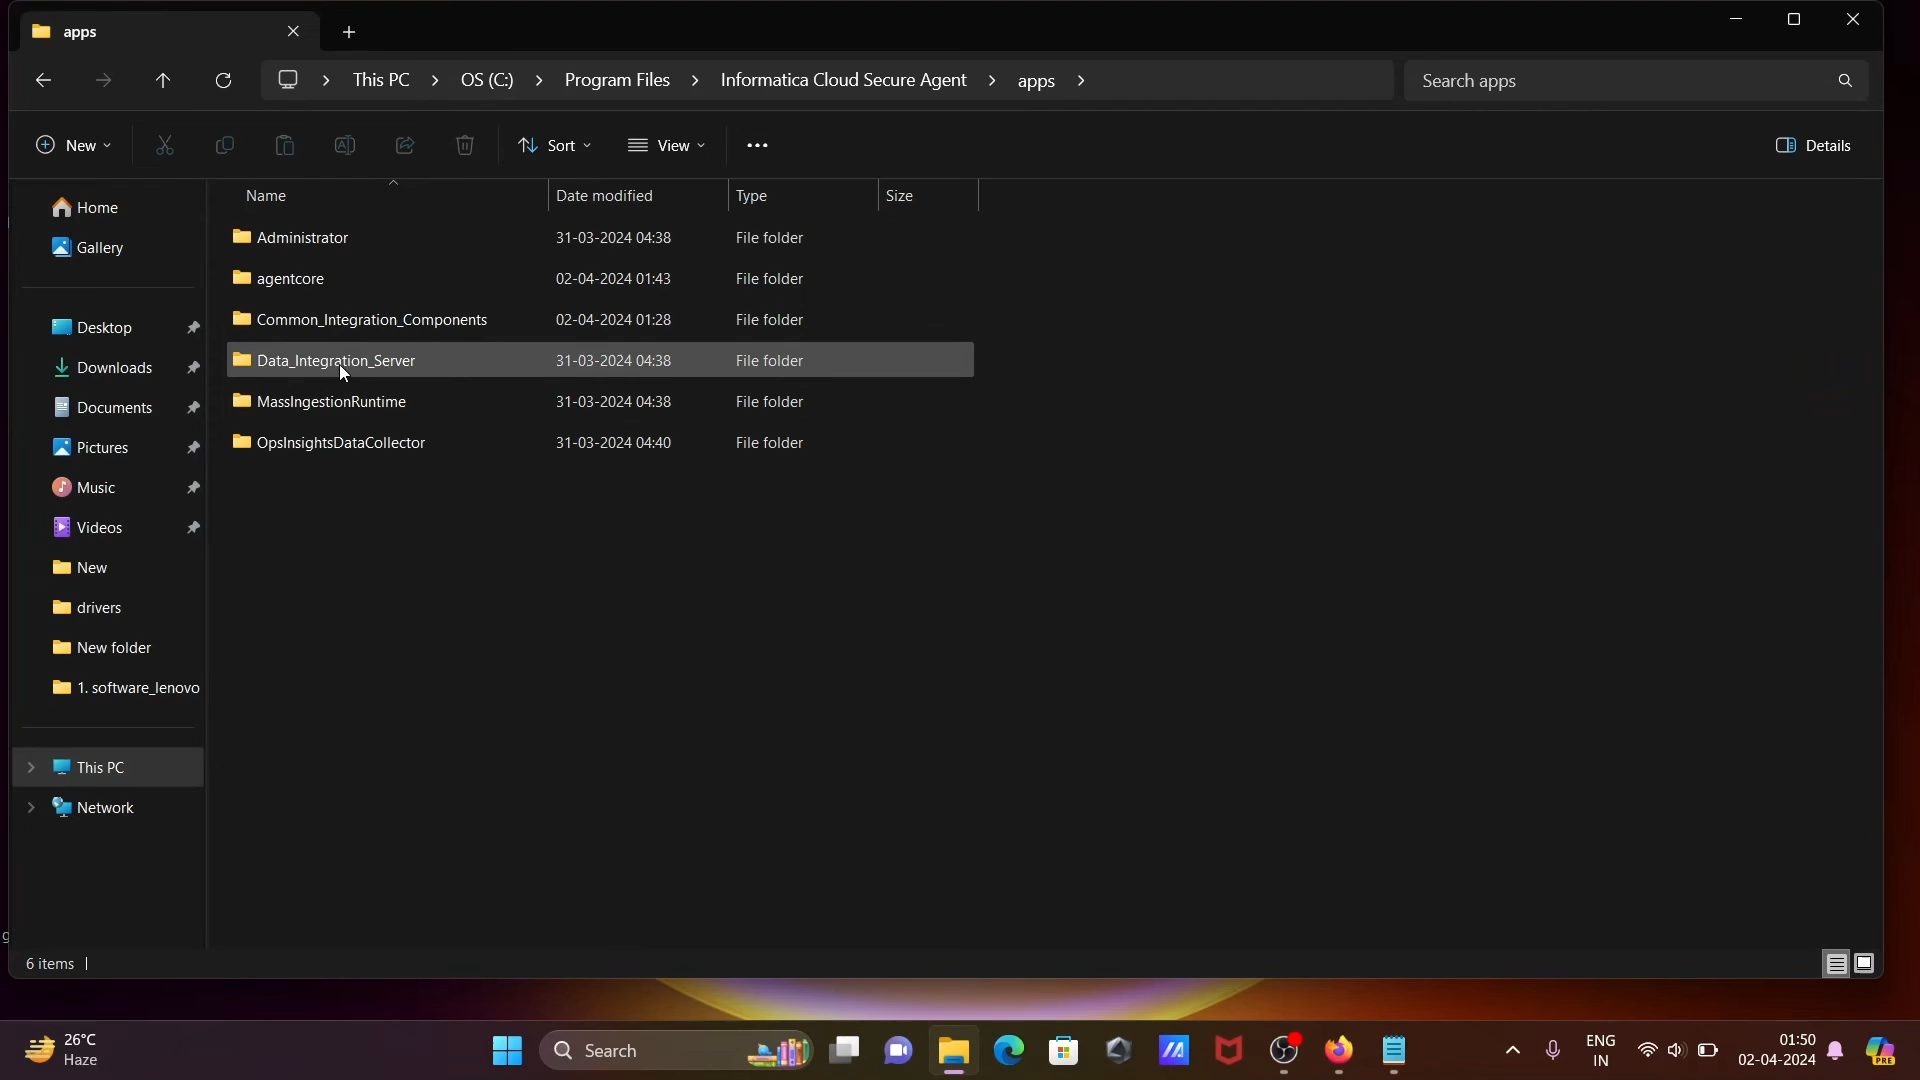 apps
This PC
OS (C:)
Program Files
Informatica Cloud Secure Agent
apps
Search apps
New
Sort
View
Details
Name
Date modified
Type
Size
Administrator 31-03-2024 04:38 File folder
agentcore 02-04-2024 01:43 File folder
Common_Integration_Components 02-04-2024 01:28 File folder
Data_Integration_Server 31-03-2024 04:38 File folder
MassIngestionRuntime 31-03-2024 04:38 File folder
OpsInsightsDataCollector 31-03-2024 04:40 File folder
Home
Gallery
Desktop
Downloads
Documents
Pictures
Music
Videos
New
drivers
New folder
1. software_lenovo
This PC
Network
6 items
26°C
Haze
Search
ENG
IN
01:50
02-04-2024
PRE